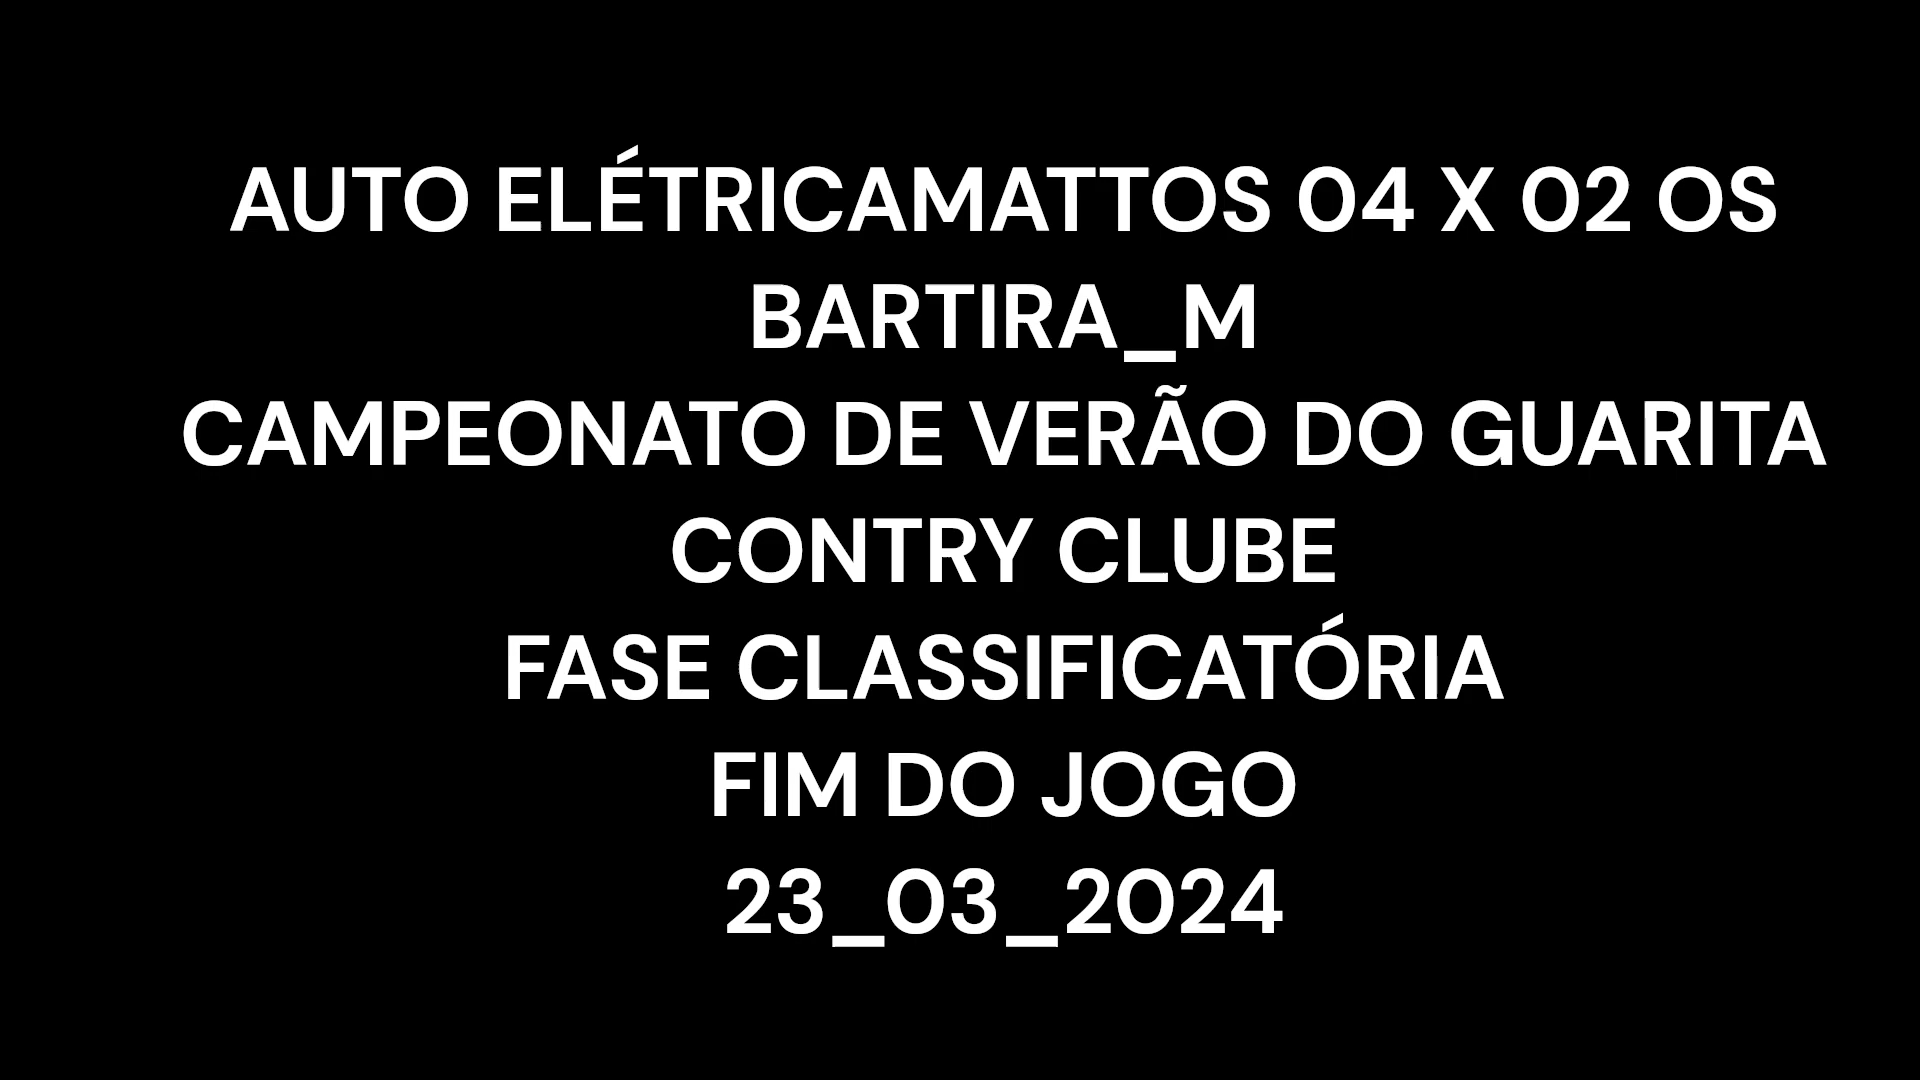 AUTO ELÉTRICAMATTOS 04 X 02 OS
BARTIRA_M
CAMPEONATO DE VERÃO DO GUARITA
CONTRY CLUBE
FASE CLASSIFICATÓRIA
FIM DO JOGO
23_03_2024